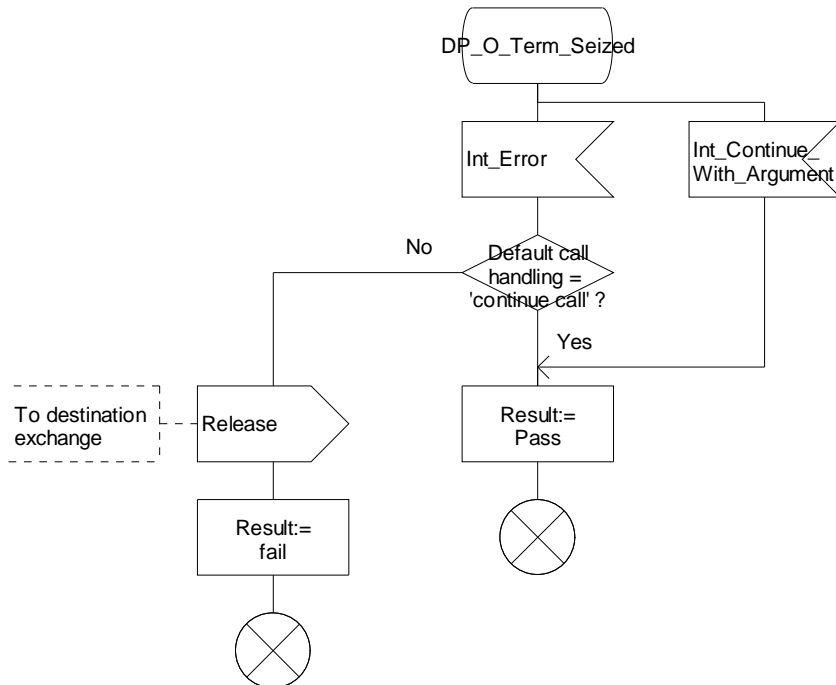 DP_O_Term_Seized
Int_Error
Int_Continue_
With_Argument
No
Default call
handling =
'continue call' ?
Yes
To destination
exchange
Release
Result:=
Pass
Result:=
fail